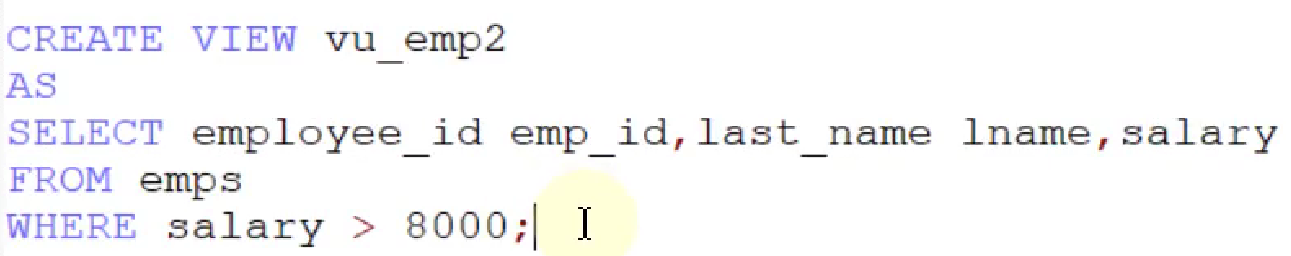 CREATE VIEW vu_emp2
AS
SELECT employee_id emp_id,last_name lname,salary
FROM emps
WHERE salary > 8000;